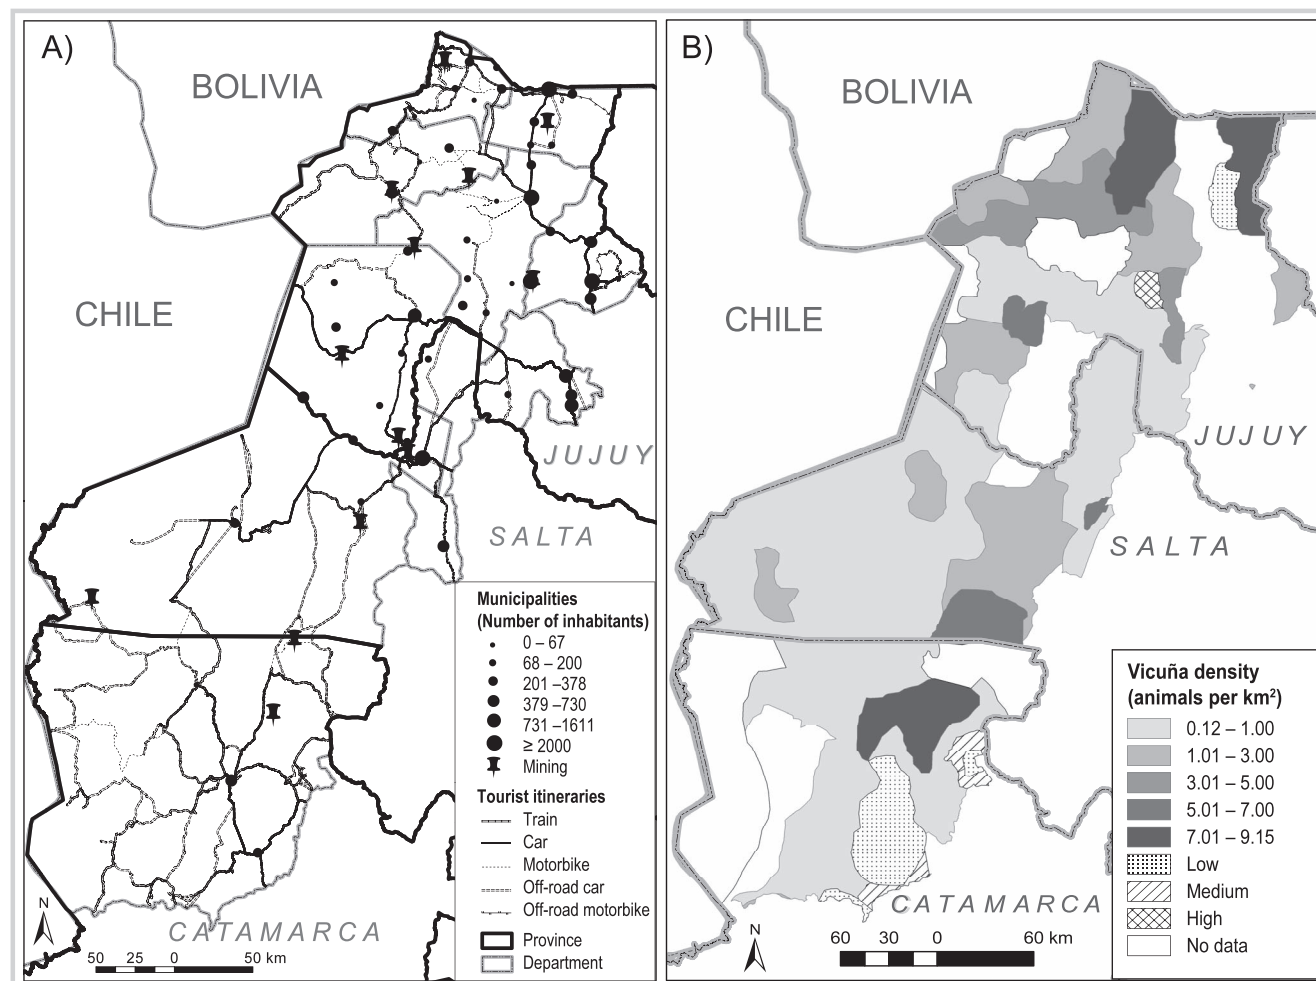 A)
BOLIVIA
CHILE
JUJUY
SALTA
CATAMARCA
N
50 25 0 50 km
Municipalities
(Number of inhabitants)
0 – 67
68 – 200
201 –378
379 –730
731 –1611
≥ 2000
Mining
Tourist itineraries
Train
Car
Motorbike
Off-road car
Off-road motorbike
Province
Department
B)
BOLIVIA
CHILE
JUJUY
SALTA
CATAMARCA
N
60 30 0 60 km
Vicuña density
(animals per km²)
0.12 – 1.00
1.01 – 3.00
3.01 – 5.00
5.01 – 7.00
7.01 – 9.15
Low
Medium
High
No data